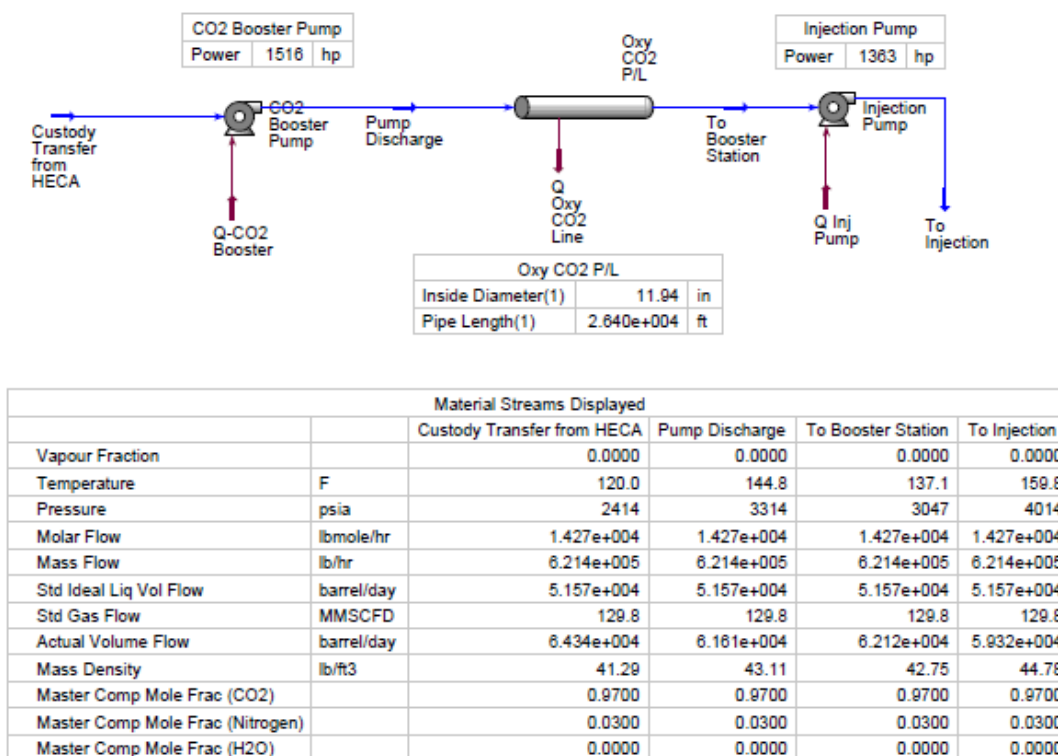 CO2 Booster Pump
Power 1516 hp
Oxy
CO2
P/L
Injection Pump
Power 1363 hp
Custody
Transfer
from
HECA
CO2
Booster
Pump
Pump
Discharge
To
Booster
Station
Injection
Pump
Q-CO2
Booster
Q
Oxy
CO2
Line
Q Inj
Pump
To
Injection
Oxy CO2 P/L
Inside Diameter(1) 11.94 in
Pipe Length(1) 2.640e+004 ft
Material Streams Displayed
Custody Transfer from HECA Pump Discharge To Booster Station To Injection
Vapour Fraction 0.0000 0.0000 0.0000 0.0000
Temperature F 120.0 144.8 137.1 159.8
Pressure psia 2414 3314 3047 4014
Molar Flow lbmole/hr 1.427e+004 1.427e+004 1.427e+004 1.427e+004
Mass Flow lb/hr 6.214e+005 6.214e+005 6.214e+005 6.214e+005
Std Ideal Liq Vol Flow barrel/day 5.157e+004 5.157e+004 5.157e+004 5.157e+004
Std Gas Flow MMSCFD 129.8 129.8 129.8 129.8
Actual Volume Flow barrel/day 6.434e+004 6.161e+004 6.212e+004 5.932e+004
Mass Density lb/ft3 41.29 43.11 42.75 44.78
Master Comp Mole Frac (CO2) 0.9700 0.9700 0.9700 0.9700
Master Comp Mole Frac (Nitrogen) 0.0300 0.0300 0.0300 0.0300
Master Comp Mole Frac (H2O) 0.0000 0.0000 0.0000 0.0000